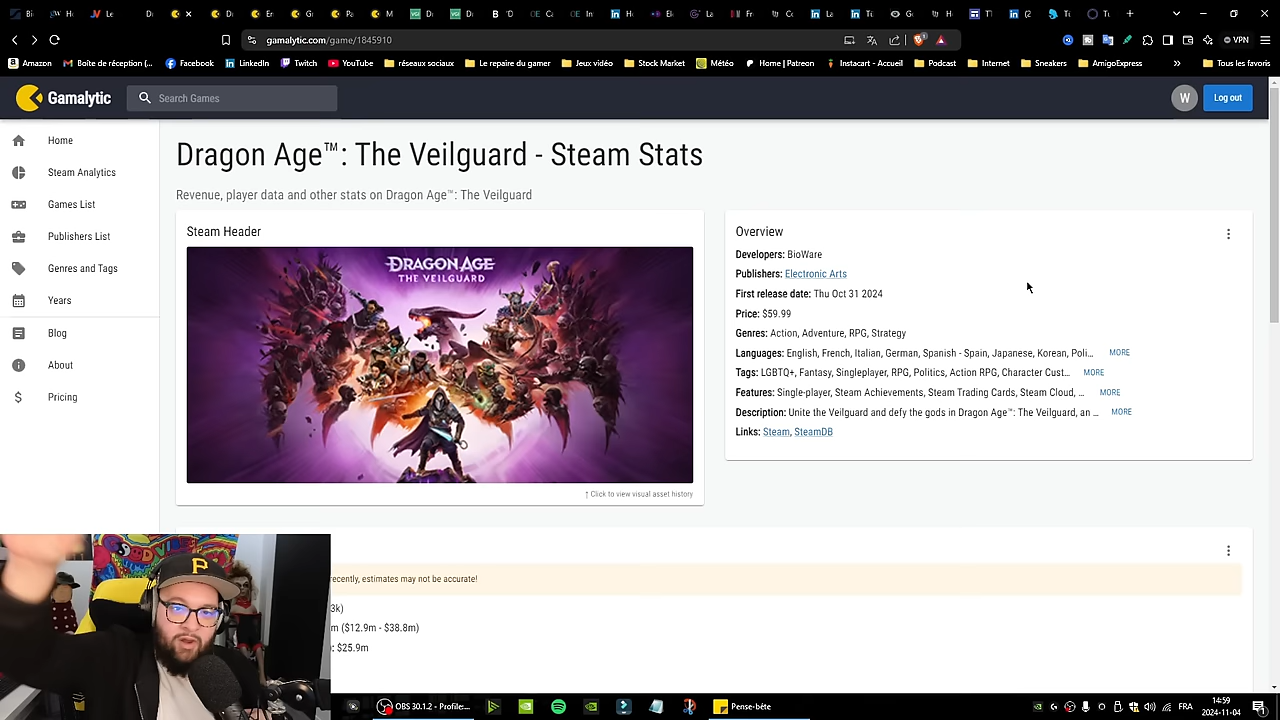 gamalytic.com/game/1845910
VPN
Amazon
Boîte de réception (...
Facebook
LinkedIn
Twitch
YouTube
réseaux sociaux
Le repaire du gamer
Jeux vidéo
Stock Market
Météo
Home | Patreon
Instacart - Accueil
Podcast
Internet
Sneakers
AmigoExpress
Tous les favoris
Gamalytic
Search Games
W
Log out
Home
Steam Analytics
Games List
Publishers List
Genres and Tags
Years
Blog
About
Pricing
Dragon Age™: The Veilguard - Steam Stats
Revenue, player data and other stats on Dragon Age™: The Veilguard
Steam Header
DRAGON AGE
THE VEILGUARD
↑ Click to view visual asset history
Overview
Developers: BioWare
Publishers: Electronic Arts
First release date: Thu Oct 31 2024
Price: $59.99
Genres: Action, Adventure, RPG, Strategy
Languages: English, French, Italian, German, Spanish - Spain, Japanese, Korean, Poli... MORE
Tags: LGBTQ+, Fantasy, Singleplayer, RPG, Politics, Action RPG, Character Cust... MORE
Features: Single-player, Steam Achievements, Steam Trading Cards, Steam Cloud, ... MORE
Description: Unite the Veilguard and defy the gods in Dragon Age™: The Veilguard, an ... MORE
Links: Steam, SteamDB
recently, estimates may not be accurate!
3k)
m ($12.9m - $38.8m)
: $25.9m
P
OBS 30.1.2 - Profile:...
Pense-bête
FR
14:59
2024-11-04